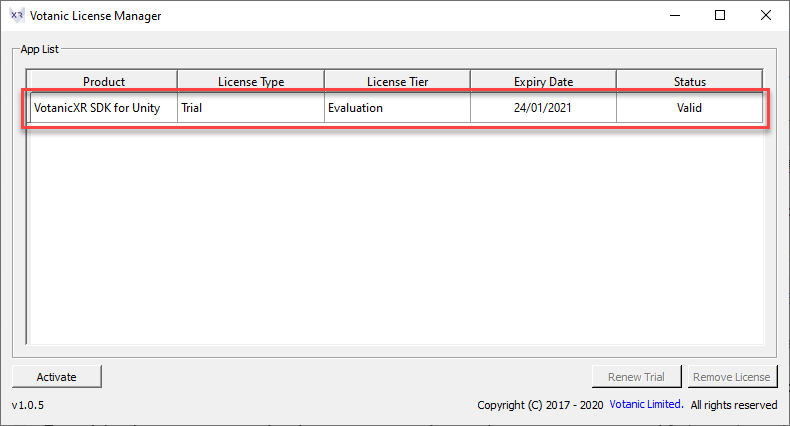 XR Votanic License Manager
App List
Product License Type License Tier Expiry Date Status
VotanicXR SDK for Unity Trial Evaluation 24/01/2021 Valid
Activate Renew Trial Remove License
v1.0.5 Copyright (C) 2017 - 2020 Votanic Limited. All rights reserved